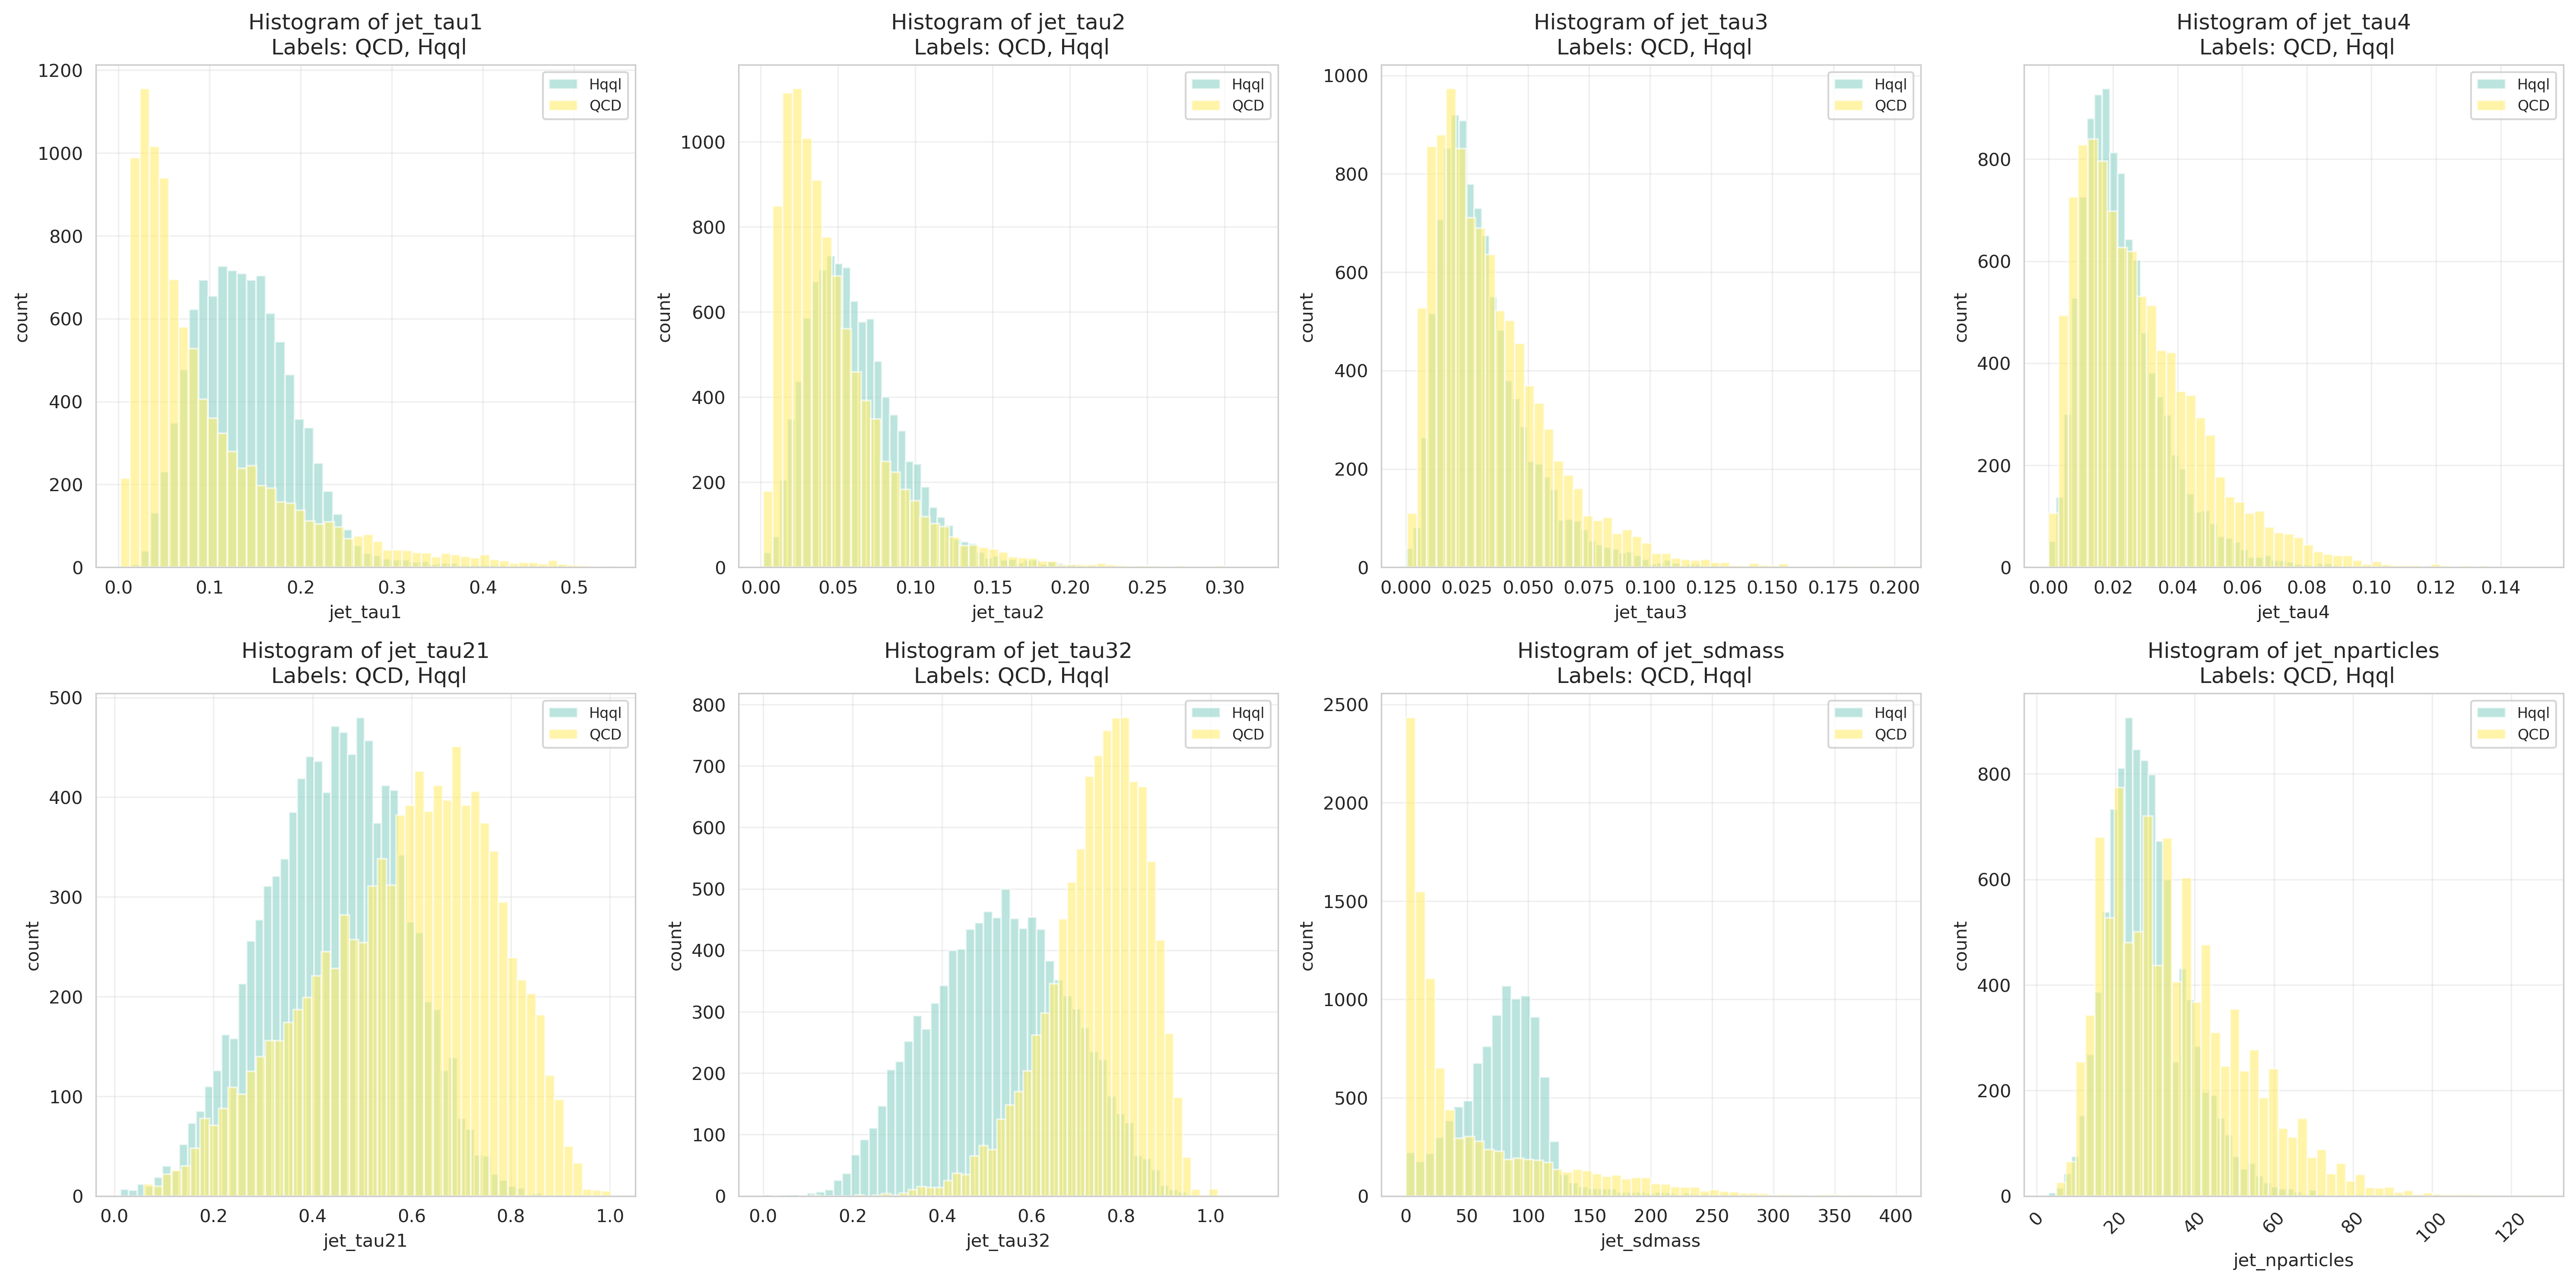 Histogram of jet_tau1
Labels: QCD, Hqql
1200
1000
800
600
400
200
0
count
0.0 0.1 0.2 0.3 0.4 0.5
jet_tau1
Hqql
QCD
Histogram of jet_tau2
Labels: QCD, Hqql
1000
800
600
400
200
0
count
0.00 0.05 0.10 0.15 0.20 0.25 0.30
jet_tau2
Hqql
QCD
Histogram of jet_tau3
Labels: QCD, Hqql
1000
800
600
400
200
0
count
0.000 0.025 0.050 0.075 0.100 0.125 0.150 0.175 0.200
jet_tau3
Hqql
QCD
Histogram of jet_tau4
Labels: QCD, Hqql
800
600
400
200
0
count
0.00 0.02 0.04 0.06 0.08 0.10 0.12 0.14
jet_tau4
Hqql
QCD
Histogram of jet_tau21
Labels: QCD, Hqql
500
400
300
200
100
0
count
0.0 0.2 0.4 0.6 0.8 1.0
jet_tau21
Hqql
QCD
Histogram of jet_tau32
Labels: QCD, Hqql
800
700
600
500
400
300
200
100
0
count
0.0 0.2 0.4 0.6 0.8 1.0
jet_tau32
Hqql
QCD
Histogram of jet_sdmass
Labels: QCD, Hqql
2500
2000
1500
1000
500
0
count
0 50 100 150 200 250 300 350 400
jet_sdmass
Hqql
QCD
Histogram of jet_nparticles
Labels: QCD, Hqql
800
600
400
200
0
count
0 20 40 60 80 100 120
jet_nparticles
Hqql
QCD